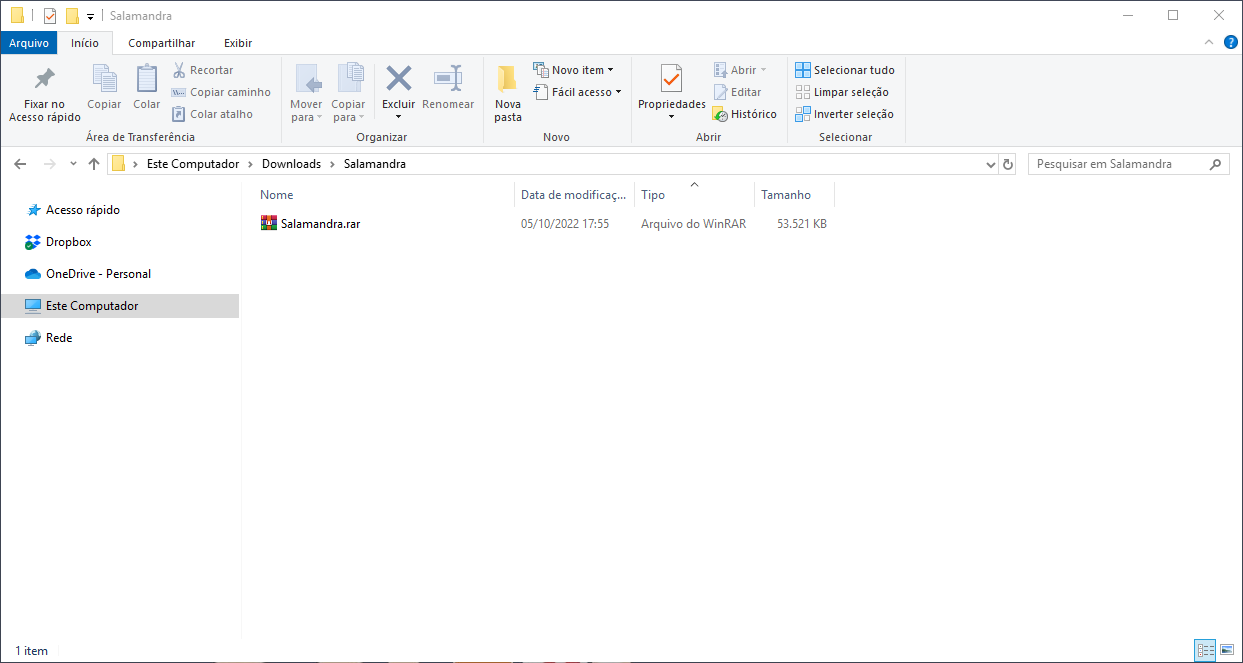 Salamandra
Arquivo Início Compartilhar Exibir
Fixar no Acesso rápido
Copiar
Colar
Recortar
Copiar caminho
Colar atalho
Área de Transferência
Mover para
Copiar para
Excluir
Renomear
Organizar
Nova pasta
Novo item
Fácil acesso
Novo
Propriedades
Abrir
Editar
Histórico
Abrir
Selecionar tudo
Limpar seleção
Inverter seleção
Selecionar
Este Computador > Downloads > Salamandra
Pesquisar em Salamandra
Acesso rápido
Dropbox
OneDrive - Personal
Este Computador
Rede
Nome Data de modificaç... Tipo Tamanho
Salamandra.rar 05/10/2022 17:55 Arquivo do WinRAR 53.521 KB
1 item